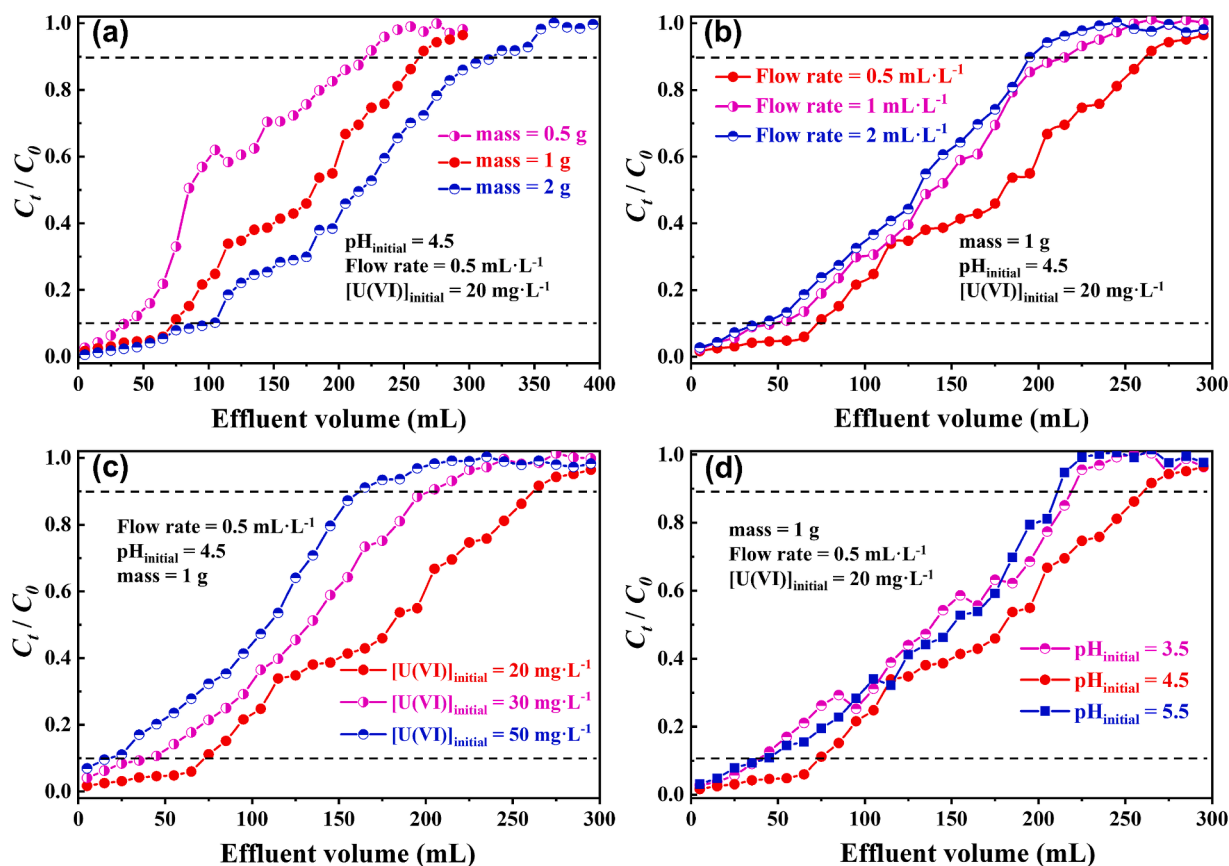 (a)
1.0
0.8
0.6
0.4
0.2
0.0
Cₜ / C₀
mass = 0.5 g
mass = 1 g
mass = 2 g
pHinitial = 4.5
Flow rate = 0.5 mL·L⁻¹
[U(VI)]initial = 20 mg·L⁻¹
0 50 100 150 200 250 300 350 400
Effluent volume (mL)
(b)
1.0
0.8
0.6
0.4
0.2
0.0
Cₜ / C₀
Flow rate = 0.5 mL·L⁻¹
Flow rate = 1 mL·L⁻¹
Flow rate = 2 mL·L⁻¹
mass = 1 g
pHinitial = 4.5
[U(VI)]initial = 20 mg·L⁻¹
0 50 100 150 200 250 300
Effluent volume (mL)
(c)
1.0
0.8
0.6
0.4
0.2
0.0
Cₜ / C₀
Flow rate = 0.5 mL·L⁻¹
pHinitial = 4.5
mass = 1 g
[U(VI)]initial = 20 mg·L⁻¹
[U(VI)]initial = 30 mg·L⁻¹
[U(VI)]initial = 50 mg·L⁻¹
0 50 100 150 200 250 300
Effluent volume (mL)
(d)
1.0
0.8
0.6
0.4
0.2
0.0
Cₜ / C₀
mass = 1 g
Flow rate = 0.5 mL·L⁻¹
[U(VI)]initial = 20 mg·L⁻¹
pHinitial = 3.5
pHinitial = 4.5
pHinitial = 5.5
0 50 100 150 200 250 300
Effluent volume (mL)